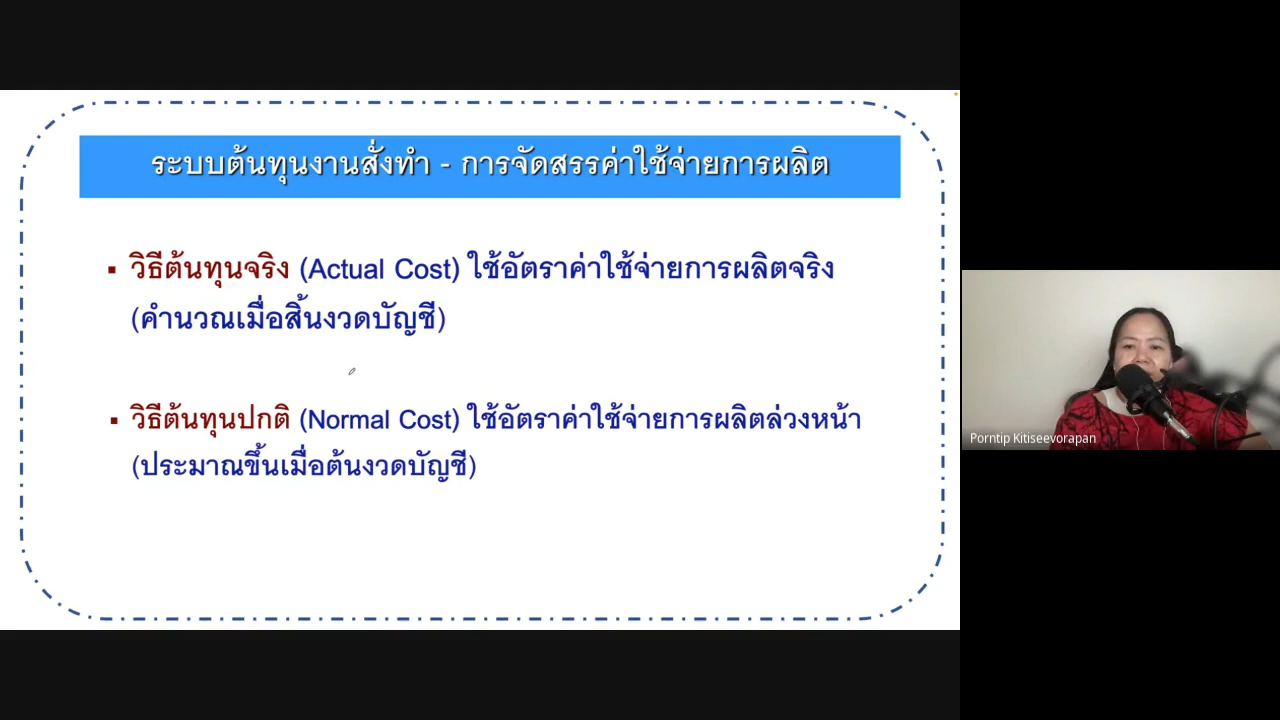 ระบบต้นทุนงานสั่งทำ - การจัดสรรค่าใช้จ่ายการผลิต
▪ วิธีต้นทุนจริง (Actual Cost) ใช้อัตราค่าใช้จ่ายการผลิตจริง
(คำนวณเมื่อสิ้นงวดบัญชี)
▪ วิธีต้นทุนปกติ (Normal Cost) ใช้อัตราค่าใช้จ่ายการผลิตล่วงหน้า
(ประมาณขึ้นเมื่อต้นงวดบัญชี)
Porntip Kitiseevorapan